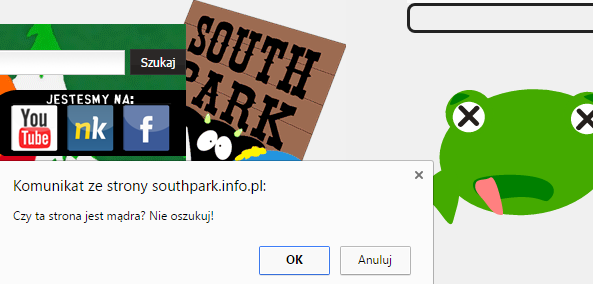 Szukaj
SOUTH
PARK
JESTESMY NA:
You
Tube
nk
f
Komunikat ze strony southpark.info.pl:
Czy ta strona jest mądra? Nie oszukuj!
OK
Anuluj